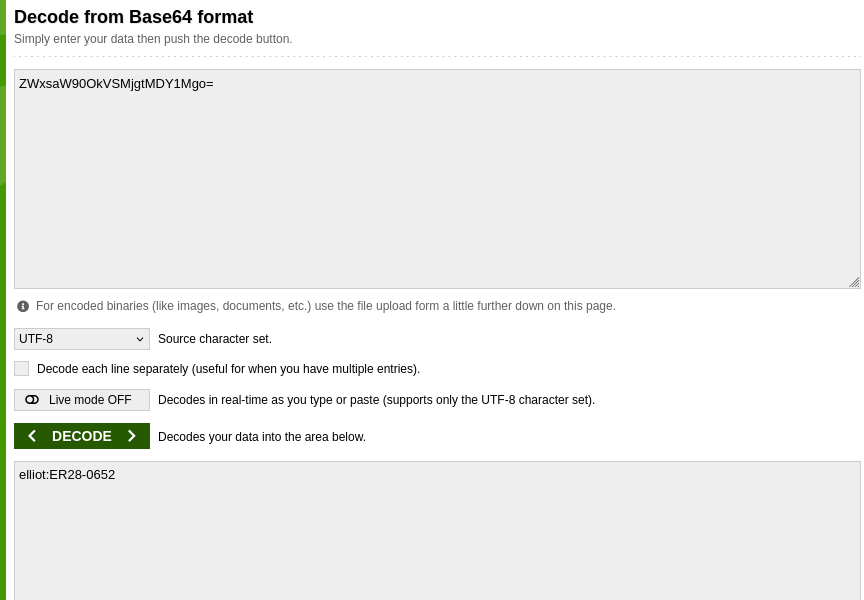 Decode from Base64 format
Simply enter your data then push the decode button.
ZWxsaW90OkVSMjgtMDY1Mgo=
For encoded binaries (like images, documents, etc.) use the file upload form a little further down on this page.
UTF-8 Source character set.
Decode each line separately (useful for when you have multiple entries).
Live mode OFF Decodes in real-time as you type or paste (supports only the UTF-8 character set).
DECODE Decodes your data into the area below.
elliot:ER28-0652